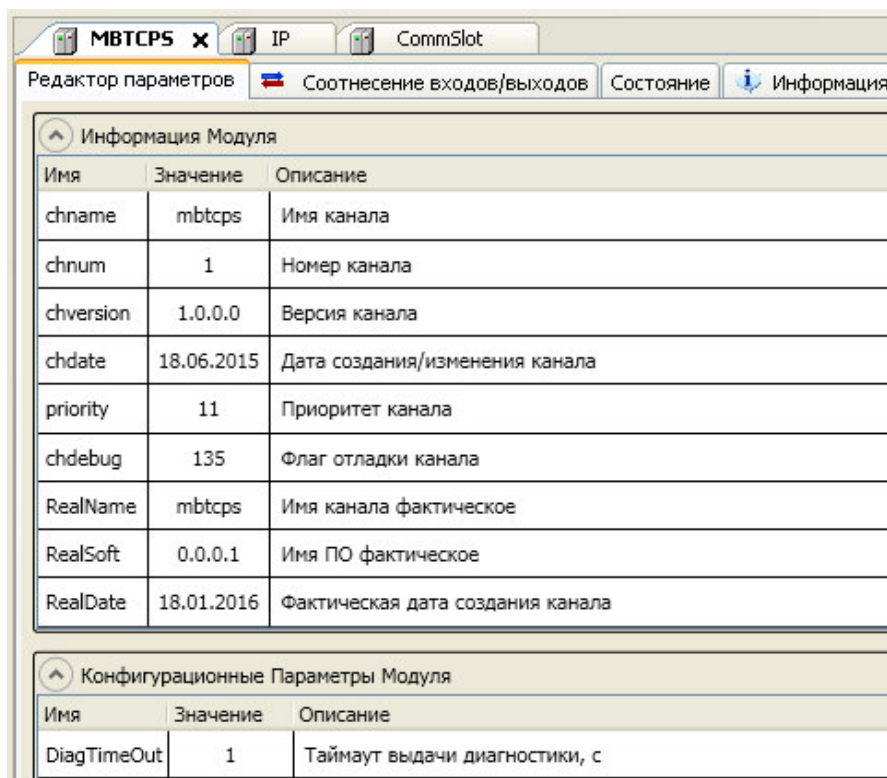 MBTCPS x IP CommSlot
Редактор параметров Соотнесение входов/выходов Состояние Информация
Информация Модуля
Имя Значение Описание
chname mbtcps Имя канала
chnum 1 Номер канала
chversion 1.0.0.0 Версия канала
chdate 18.06.2015 Дата создания/изменения канала
priority 11 Приоритет канала
chdebug 135 Флаг отладки канала
RealName mbtcps Имя канала фактическое
RealSoft 0.0.0.1 Имя ПО фактическое
RealDate 18.01.2016 Фактическая дата создания канала
Конфигурационные Параметры Модуля
Имя Значение Описание
DiagTimeOut 1 Таймаут выдачи диагностики, с